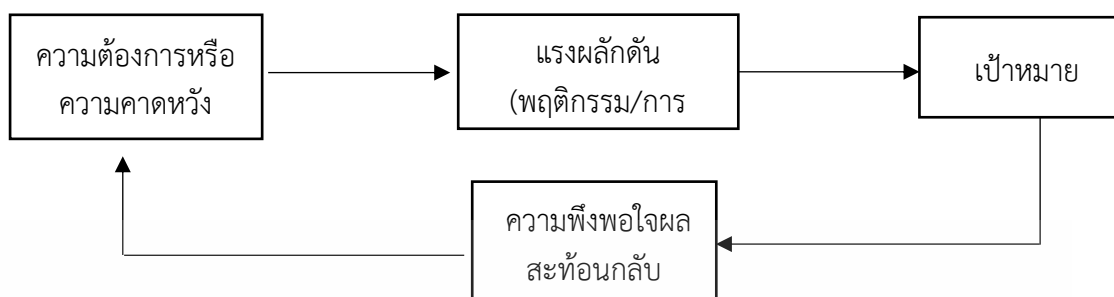 ความต้องการหรือ
ความคาดหวัง
แรงผลักดัน
(พฤติกรรม/การ
เป้าหมาย
ความพึงพอใจผล
สะท้อนกลับ